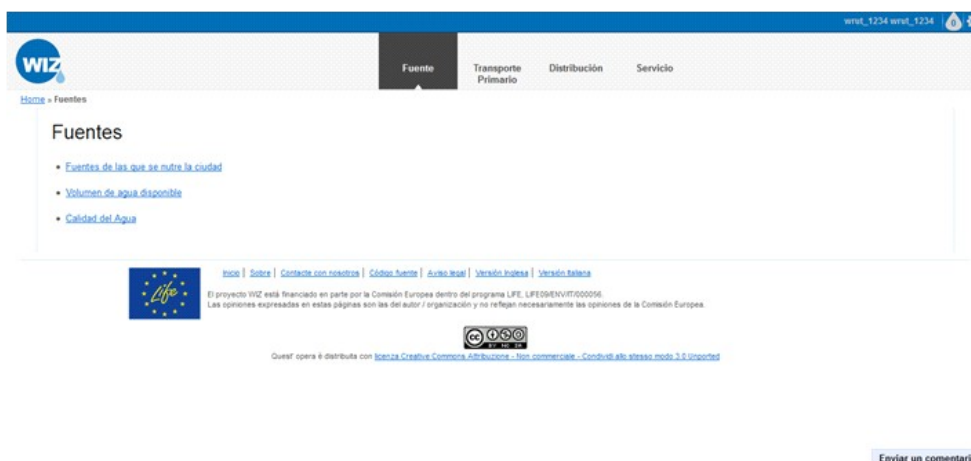 wrut_1234 wrut_1234
0
WIZ
Fuente
Transporte Primario
Distribución
Servicio
Home » Fuentes
Fuentes
Fuentes de las que se nutre la ciudad
Volumen de agua disponible
Calidad del Agua
Inicio | Sobre | Contacte con nosotros | Código fuente | Aviso legal | Versión Inglesa | Versión Italiana
Life
El proyecto WIZ está financiado en parte por la Comisión Europea dentro del programa LIFE, LIFE09/ENV/IT/000056.
Las opiniones expresadas en estas páginas son las del autor / organización y no reflejan necesariamente las opiniones de la Comisión Europea.
cc
BY NC SA
Quest' opera è distribuita con licenza Creative Commons Attribuzione - Non commerciale - Condividi allo stesso modo 3.0 Unported
Enviar un comentari